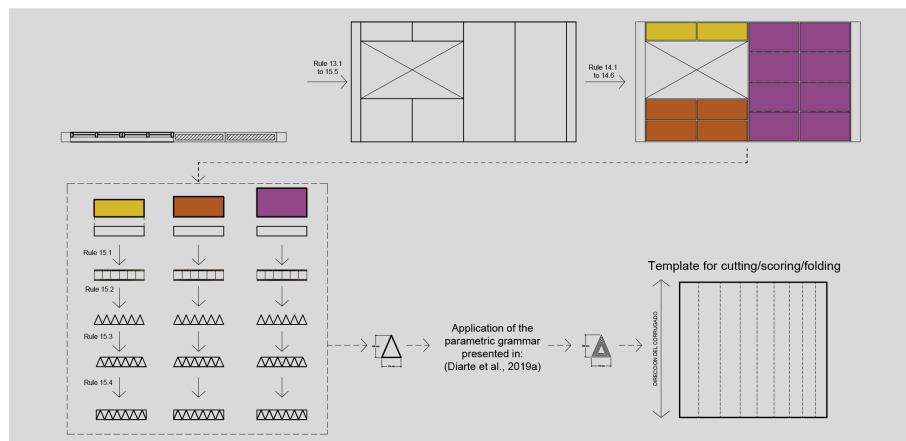 Rule 13.1
to 15.5
Rule 14.1
to 14.6
Rule 15.1
Rule 15.2
Rule 15.3
Rule 15.4
Application of the
parametric grammar
presented in:
(Diarte et al., 2019a)
Template for cutting/scoring/folding
DIRECCION DEL CORRUGADO